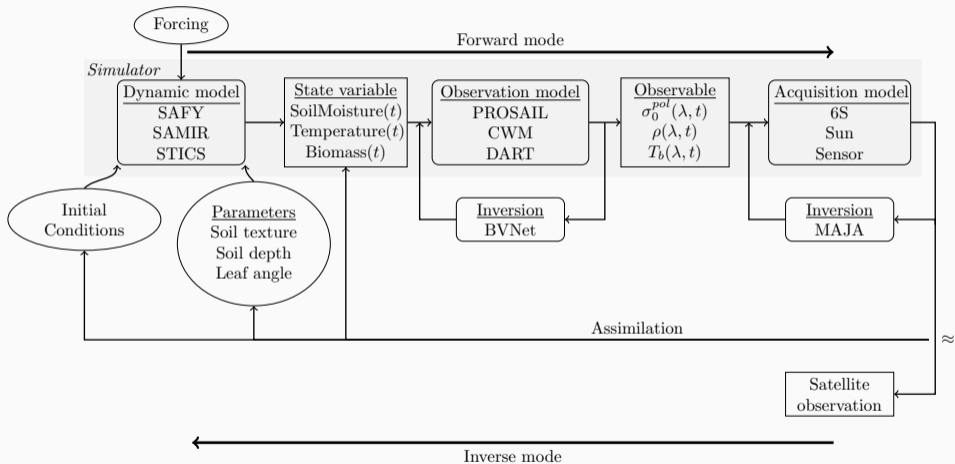 Forcing
Forward mode
Simulator
Dynamic model
SAFY
SAMIR
STICS
State variable
SoilMoisture(t)
Temperature(t)
Biomass(t)
Observation model
PROSAIL
CWM
DART
Observable
σ₀ᵖᵒˡ(λ, t)
ρ(λ, t)
T_b(λ, t)
Acquisition model
6S
Sun
Sensor
Initial
Conditions
Parameters
Soil texture
Soil depth
Leaf angle
Inversion
BVNet
Inversion
MAJA
Assimilation
≈
Satellite
observation
Inverse mode